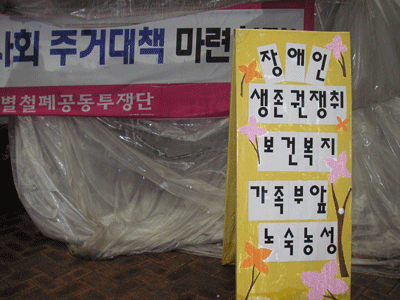 사회 주거대책 마련
별철폐공동투쟁단
장애인
생존권쟁취
보건복지
가족부앞
노숙농성